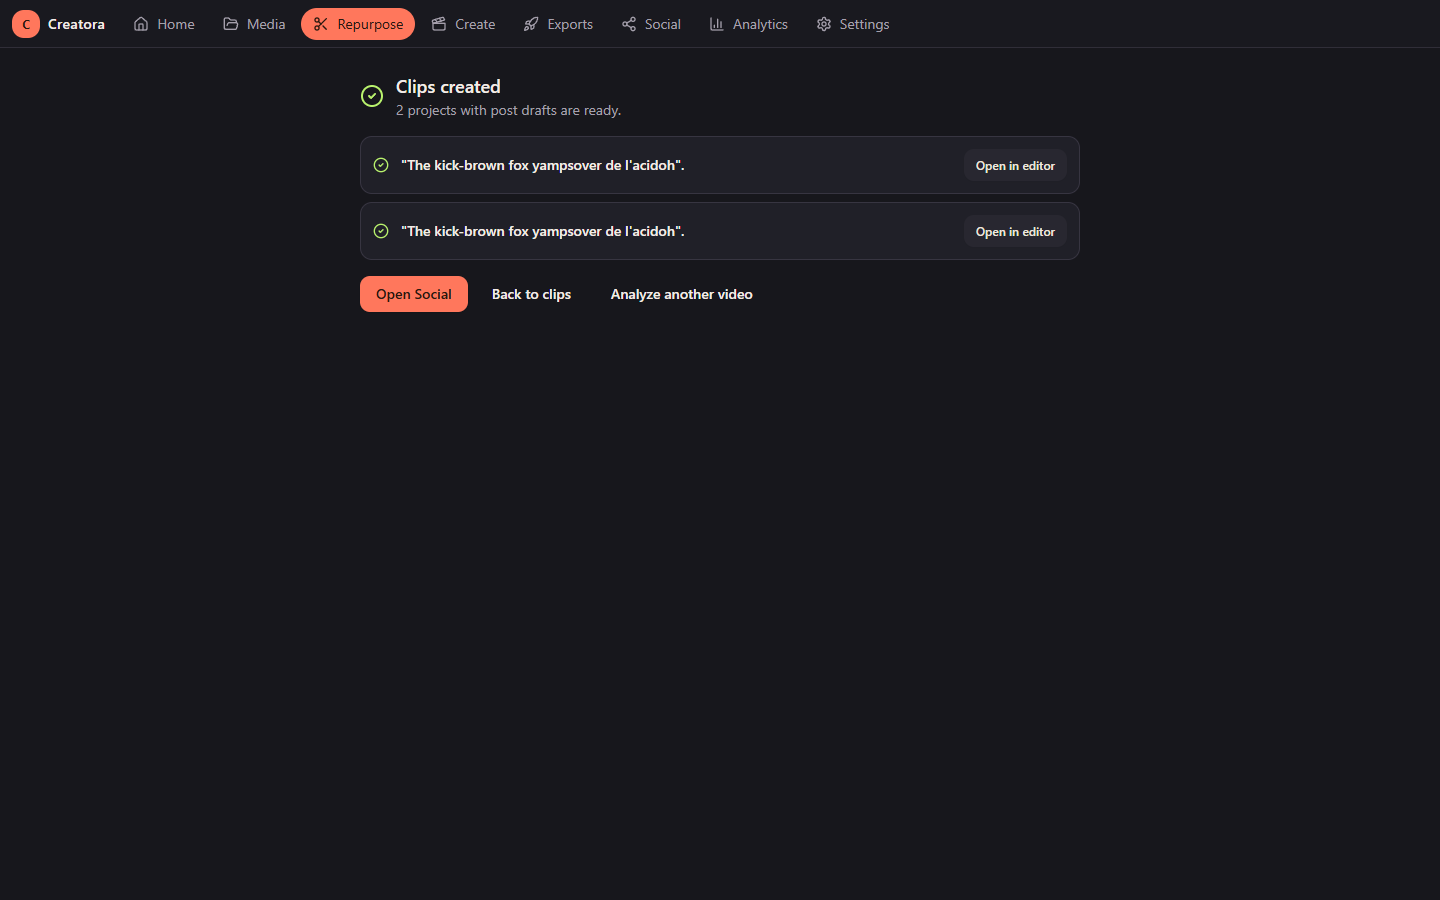 C Creatora Home Media Repurpose Create Exports Social Analytics Settings
Clips created
2 projects with post drafts are ready.
"The kick-brown fox yampsover de l'acidoh". Open in editor
"The kick-brown fox yampsover de l'acidoh". Open in editor
Open Social Back to clips Analyze another video